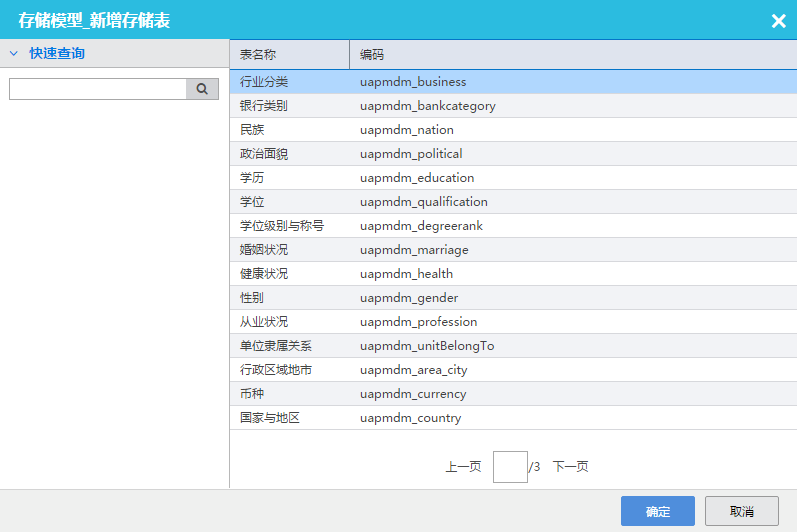 存储模型_新增存储表
快速查询
表名称 编码
行业分类 uapmdm_business
银行类别 uapmdm_bankcategory
民族 uapmdm_nation
政治面貌 uapmdm_political
学历 uapmdm_education
学位 uapmdm_qualification
学位级别与称号 uapmdm_degreerank
婚姻状况 uapmdm_marriage
健康状况 uapmdm_health
性别 uapmdm_gender
从业状况 uapmdm_profession
单位隶属关系 uapmdm_unitBelongTo
行政区域地市 uapmdm_area_city
币种 uapmdm_currency
国家与地区 uapmdm_country
上一页 /3 下一页
确定 取消